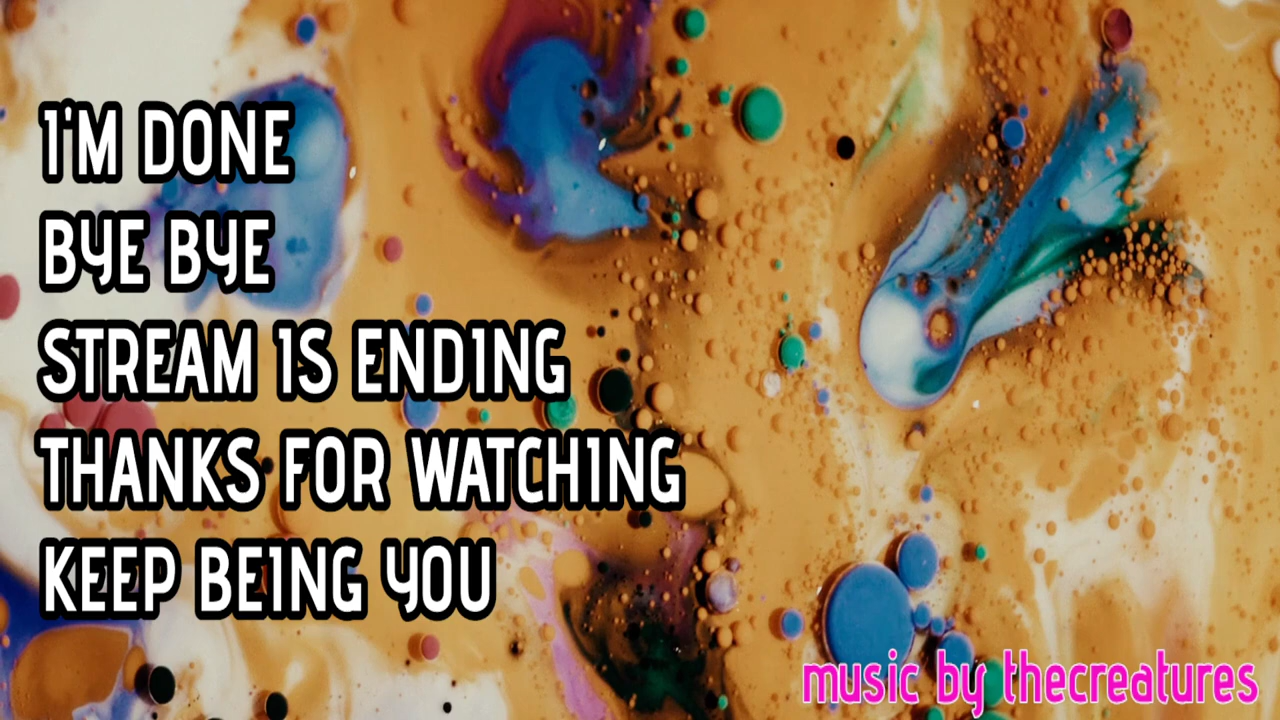 I'M DONE
BYE BYE
STREAM IS ENDING
THANKS FOR WATCHING
KEEP BEING YOU
music by thecreatures